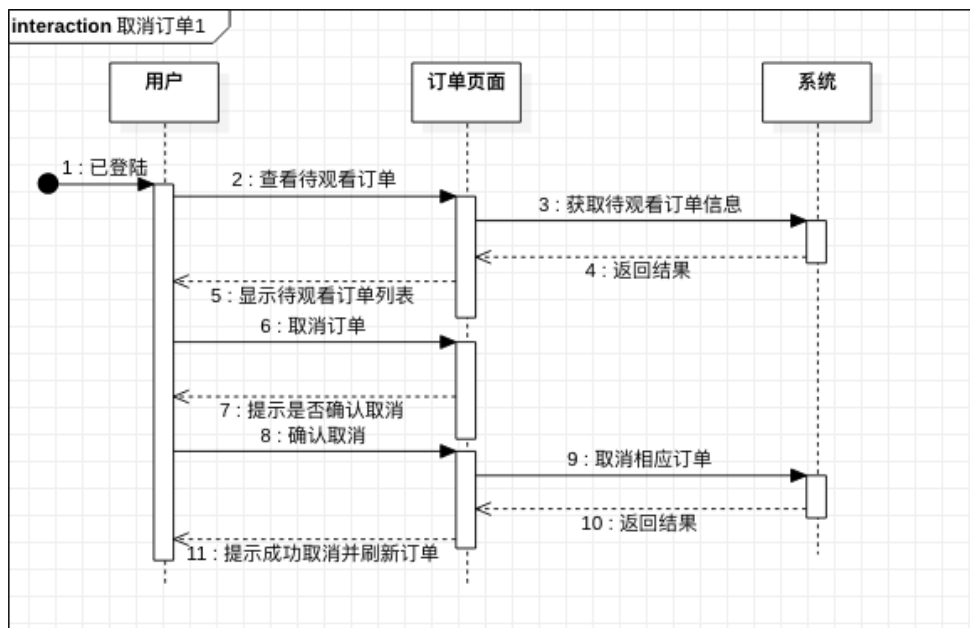 interaction 取消订单1
用户
订单页面
系统
1 : 已登陆
2 : 查看待观看订单
3 : 获取待观看订单信息
4 : 返回结果
5 : 显示待观看订单列表
6 : 取消订单
7 : 提示是否确认取消
8 : 确认取消
9 : 取消相应订单
10 : 返回结果
11 : 提示成功取消并刷新订单